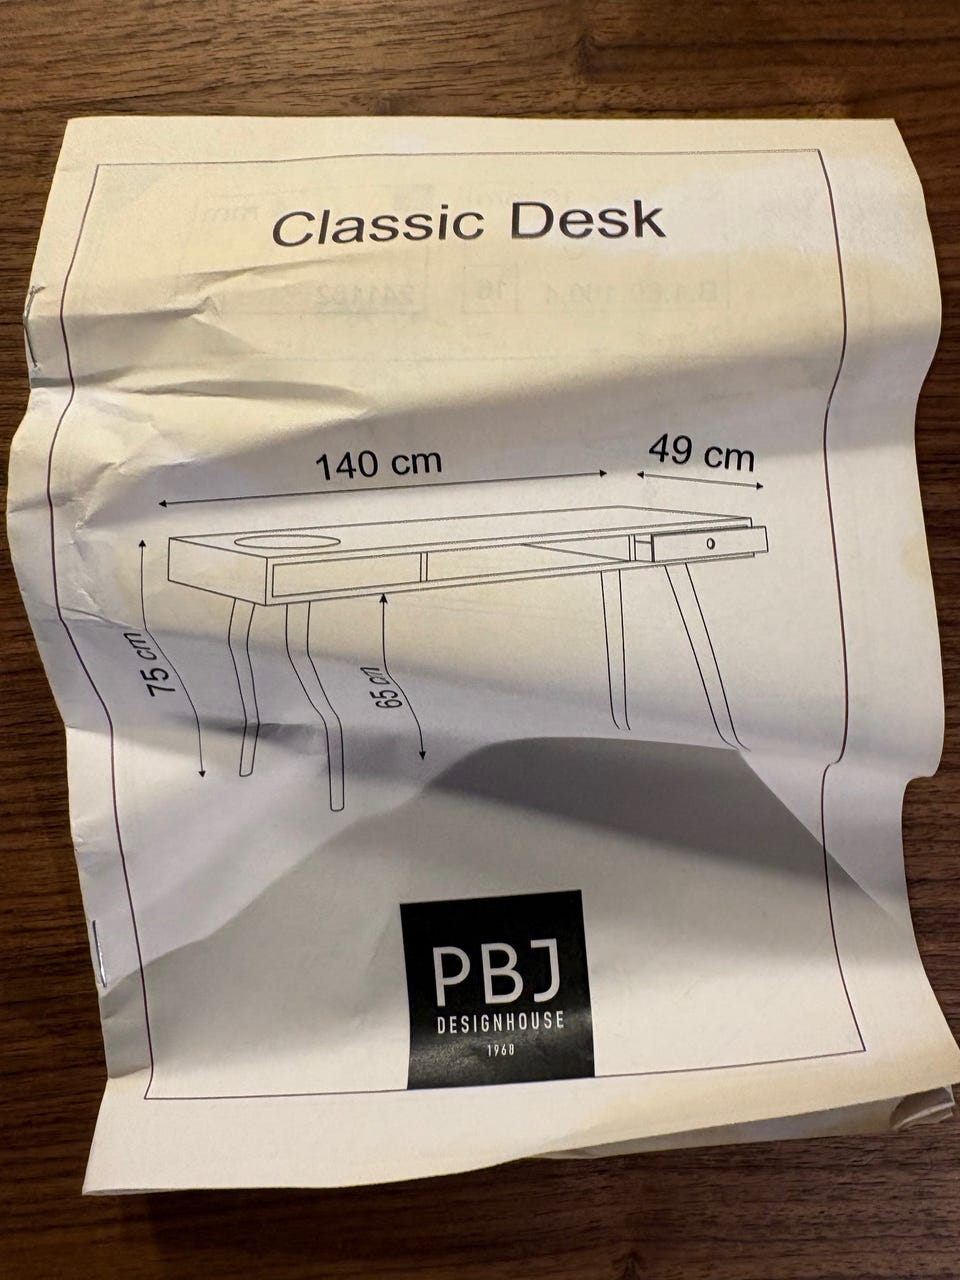 Classic Desk
140 cm
49 cm
75 cm
65 cm
PBJ
DESIGNHOUSE
1968